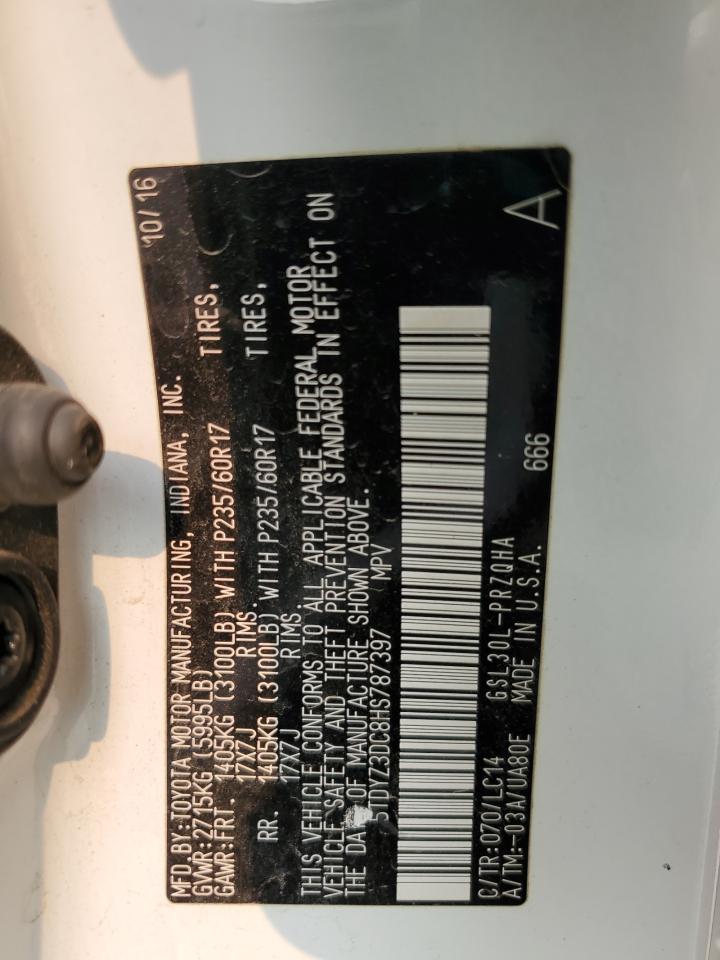 MFD.BY:TOYOTA MOTOR MANUFACTURING, INDIANA, INC. 10/16
GVWR:2715KG (5995LB)
GAWR:FRT. 1405KG (3100LB) WITH P235/60R17 TIRES,
17X7J RIMS.
RR. 1405KG (3100LB) WITH P235/60R17 TIRES,
17X7J RIMS.
THIS VEHICLE CONFORMS TO ALL APPLICABLE FEDERAL MOTOR
VEHICLE SAFETY AND THEFT PREVENTION STANDARDS IN EFFECT ON
THE DATE OF MANUFACTURE SHOWN ABOVE.
5TDYZ3DC8HS787397 MPV
C/TR:070/LC14 GSL30L-PRZQHA
A/TM:-03A/UA80E MADE IN U.S.A. 666 A